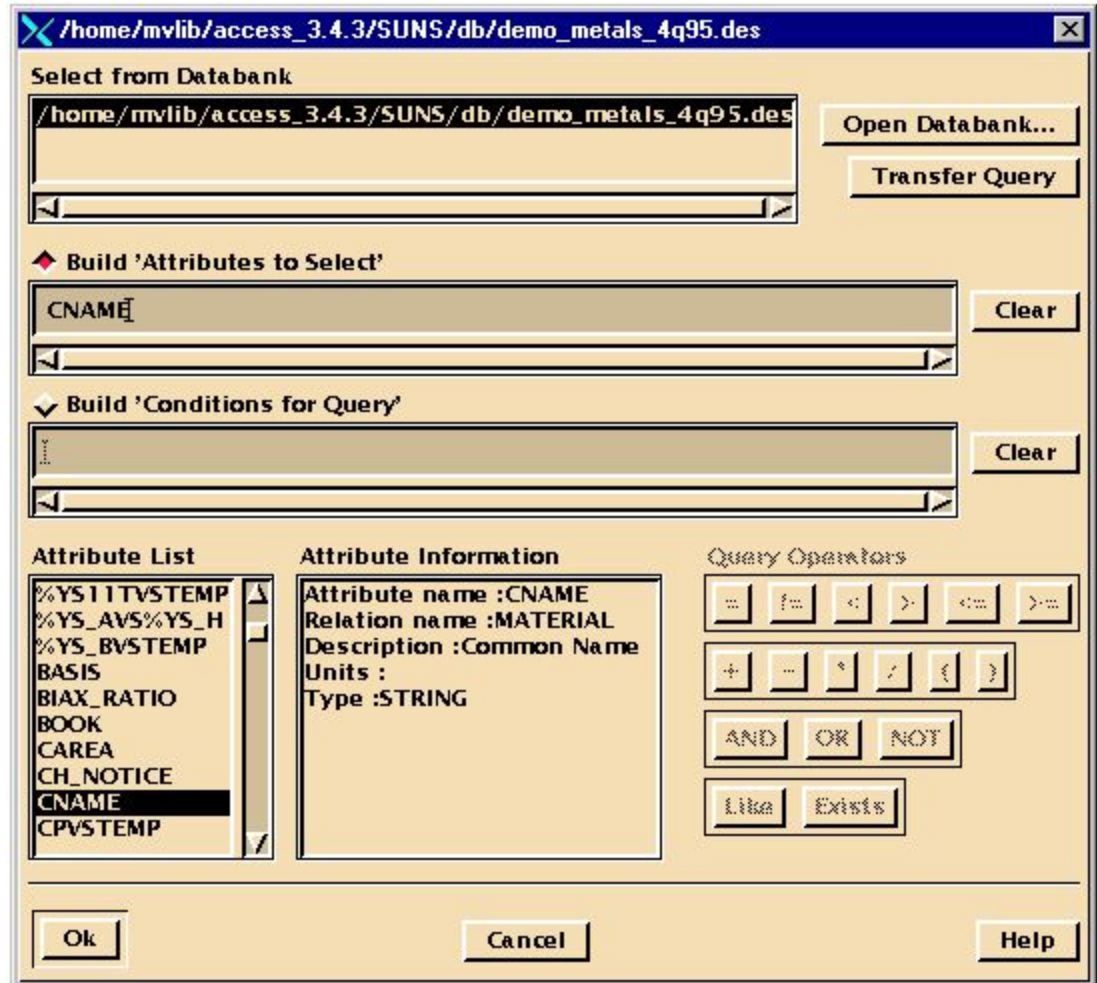 /home/mvlib/access_3.4.3/SUNS/db/demo_metals_4q95.des
Select from Databank
/home/mvlib/access_3.4.3/SUNS/db/demo_metals_4q95.des
Open Databank...
Transfer Query
Build 'Attributes to Select'
CNAME
Clear
Build 'Conditions for Query'
Clear
Attribute List
%YS11TVSTEMP
%YS_AVS%YS_H
%YS_BVSTEMP
BASIS
BIAX_RATIO
BOOK
CAREA
CH_NOTICE
CNAME
CPVSTEMP
Attribute Information
Attribute name :CNAME
Relation name :MATERIAL
Description :Common Name
Units :
Type :STRING
Query Operators
= != < > <= >=
+ - * / ( )
AND OR NOT
Like Exists
Ok Cancel Help